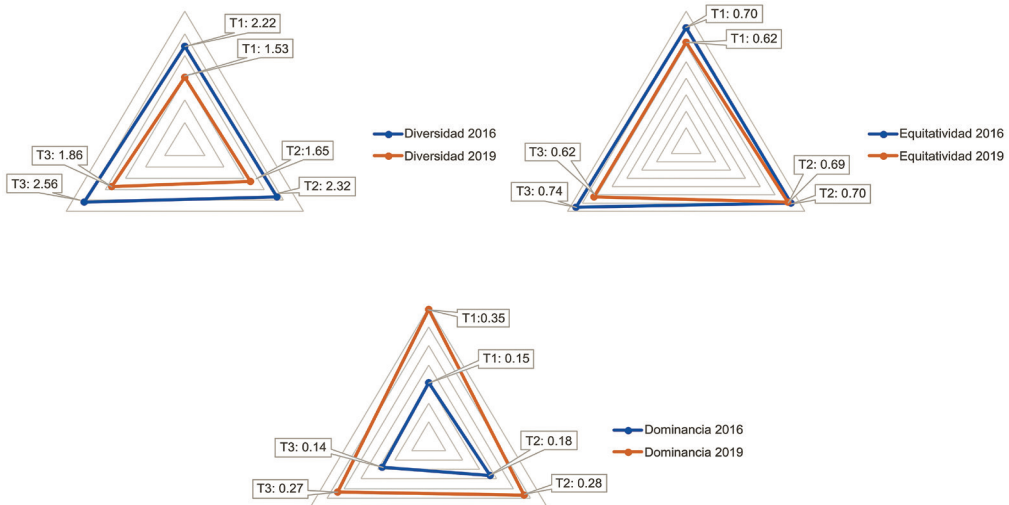 T1: 2.22
T1: 1.53
T3: 1.86
T2:1.65
T3: 2.56
T2: 2.32
Diversidad 2016
Diversidad 2019
T1: 0.70
T1: 0.62
T3: 0.62
T2: 0.69
T3: 0.74
T2: 0.70
Equitatividad 2016
Equitatividad 2019
T1:0.35
T1: 0.15
T3: 0.14
T2: 0.18
T3: 0.27
T2: 0.28
Dominancia 2016
Dominancia 2019